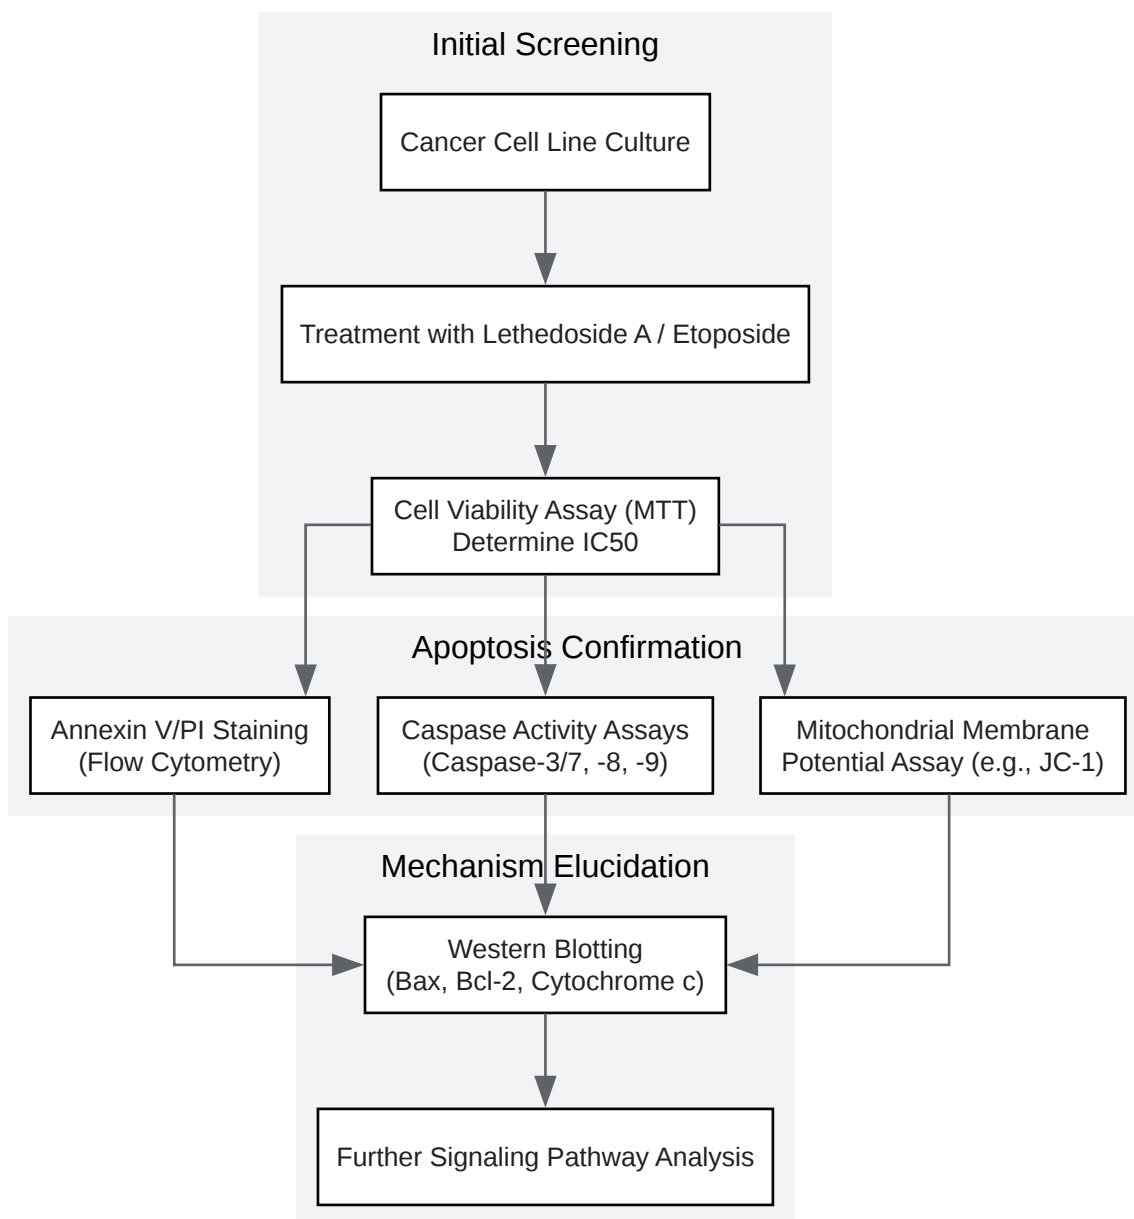 Initial Screening
Cancer Cell Line Culture
Treatment with Lethedoside A / Etoposide
Cell Viability Assay (MTT)
Determine IC50
Apoptosis Confirmation
Annexin V/PI Staining
(Flow Cytometry)
Caspase Activity Assays
(Caspase-3/7, -8, -9)
Mitochondrial Membrane
Potential Assay (e.g., JC-1)
Mechanism Elucidation
Western Blotting
(Bax, Bcl-2, Cytochrome c)
Further Signaling Pathway Analysis